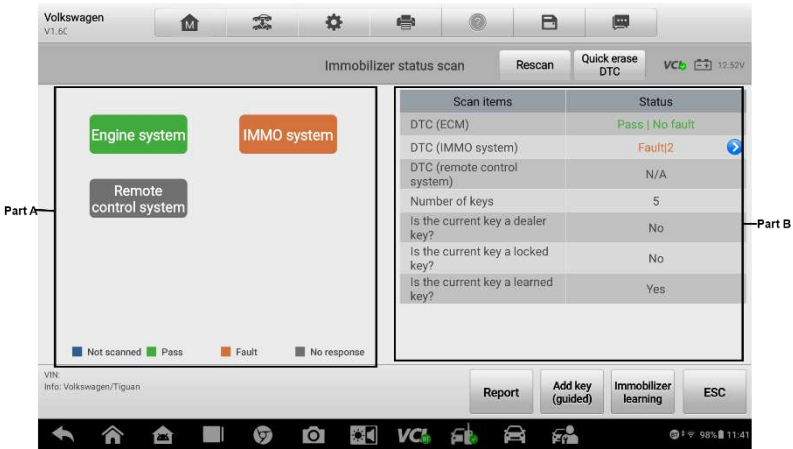 Volkswagen
V1.60
M
?
Immobilizer status scan
Rescan
Quick erase
DTC
VCI
12.52V
Engine system
IMMO system
Remote
control system
Not scanned
Pass
Fault
No response
Part A
Scan items
Status
DTC (ECM)
Pass | No fault
DTC (IMMO system)
Fault|2
DTC (remote control
system)
N/A
Number of keys
5
Is the current key a dealer
key?
No
Is the current key a locked
key?
No
Is the current key a learned
key?
Yes
Part B
VIN:
Info: Volkswagen/Tiguan
Report
Add key
(guided)
Immobilizer
learning
ESC
VCI
98%
11:41